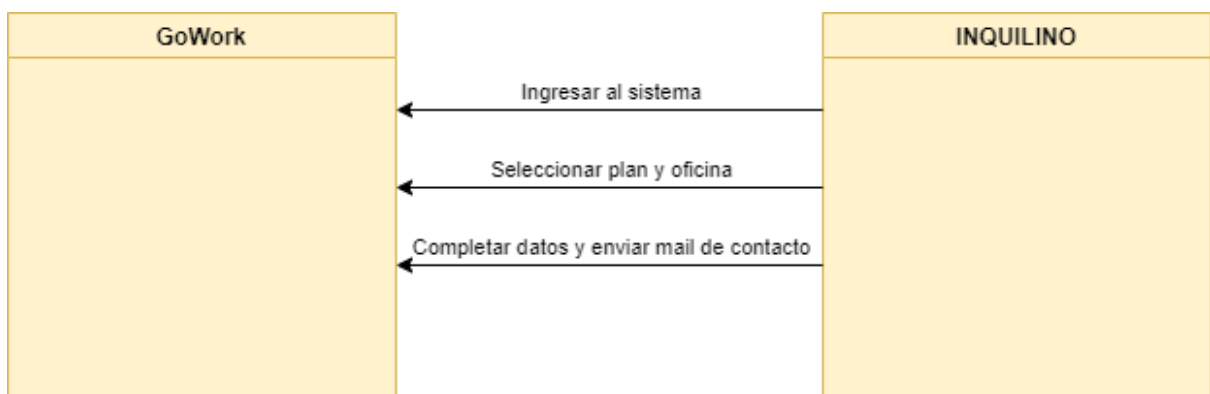 GoWork
INQUILINO
Ingresar al sistema
Seleccionar plan y oficina
Completar datos y enviar mail de contacto